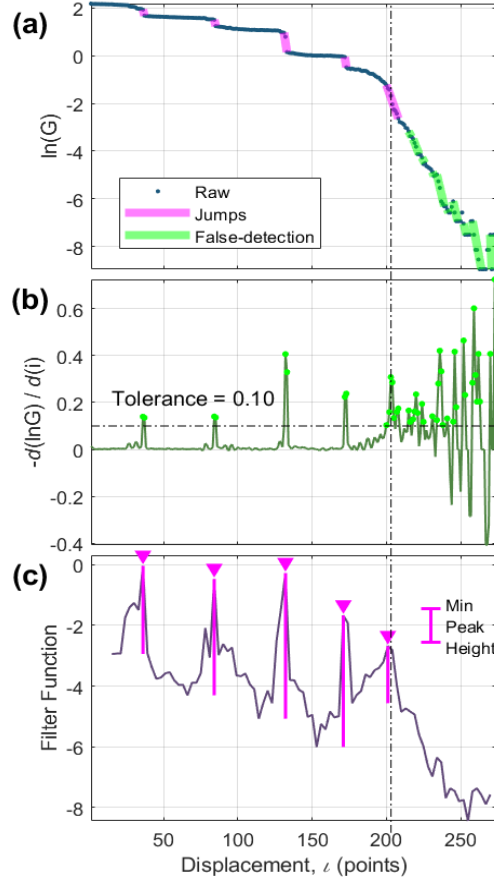 (a)
2
0
-2
-4
-6
-8
ln(G)
Raw
Jumps
False-detection
(b)
0.6
0.4
0.2
0
-0.2
-0.4
-d(lnG) / d(i)
Tolerance = 0.10
(c)
0
-2
-4
-6
-8
Filter Function
Min
Peak
Height
50 100 150 200 250
Displacement, 𝜄 (points)